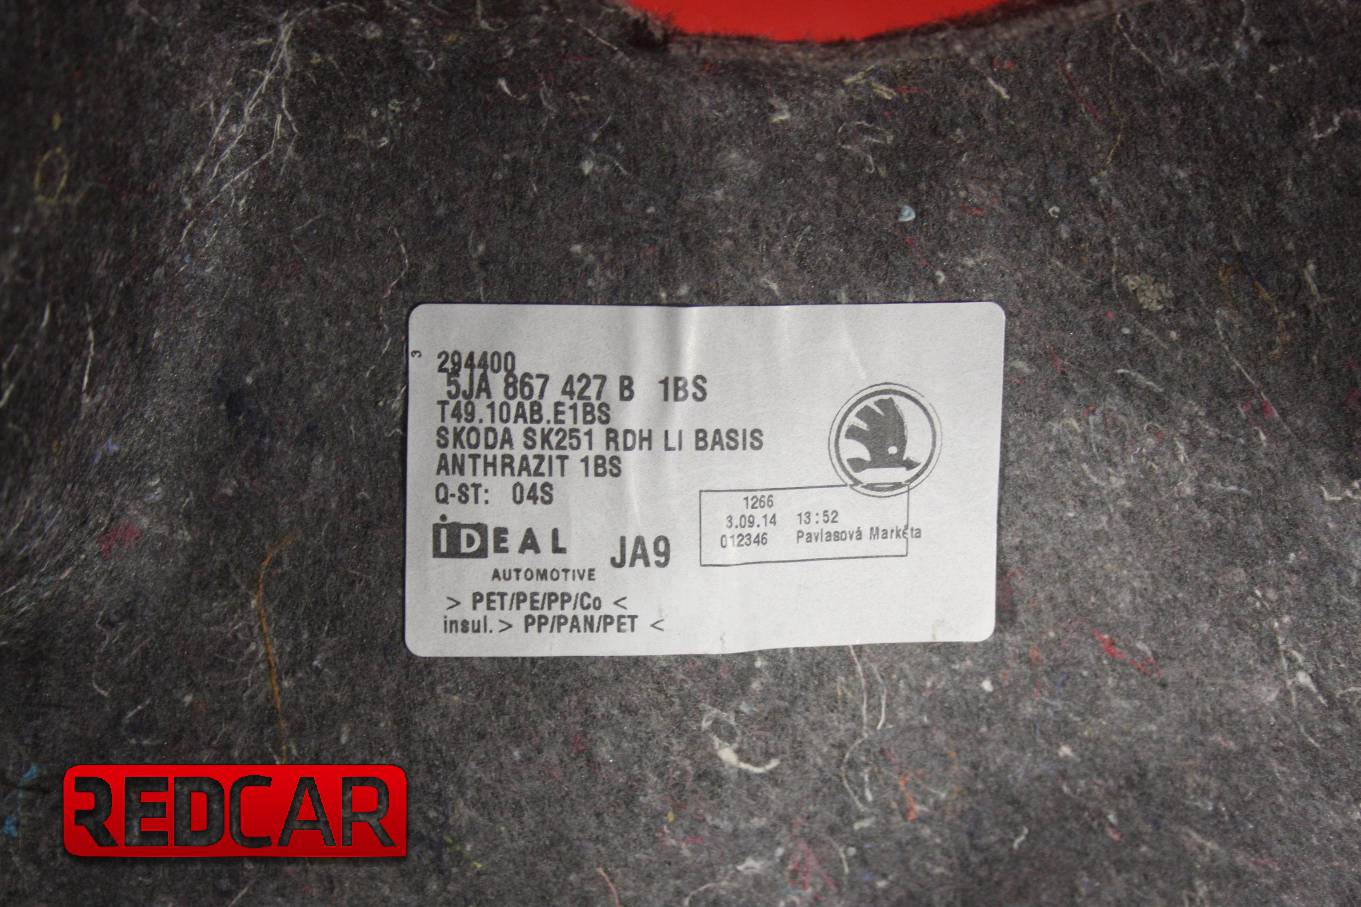 3
294400
5JA 867 427 B 1BS
T49.10AB.E1BS
SKODA SK251 RDH LI BASIS
ANTHRAZIT 1BS
Q-ST: 04S
iDEAL
AUTOMOTIVE
JA9
1266
3.09.14 13:52
012346 Pavlasová Markéta
> PET/PE/PP/Co <
insul. > PP/PAN/PET <
REDCAR